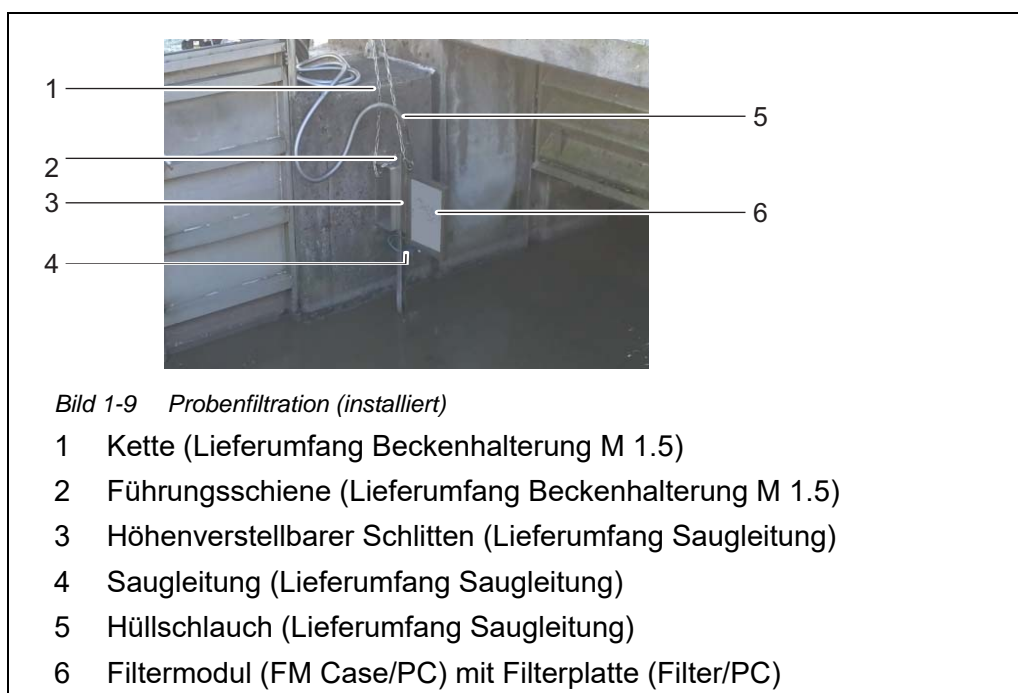 1
2
3
4
5
6
Bild 1-9 Probenfiltration (installiert)
1 Kette (Lieferumfang Beckenhalterung M 1.5)
2 Führungsschiene (Lieferumfang Beckenhalterung M 1.5)
3 Höhenverstellbarer Schlitten (Lieferumfang Saugleitung)
4 Saugleitung (Lieferumfang Saugleitung)
5 Hüllschlauch (Lieferumfang Saugleitung)
6 Filtermodul (FM Case/PC) mit Filterplatte (Filter/PC)